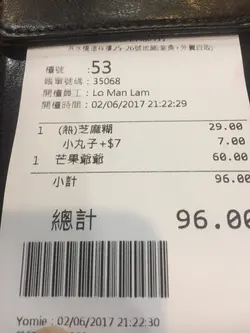 櫃號 : 53
賬單號碼 : 35068
開檯員工 : Lo Man Lam
開檯時間 : 02/06/2017 21:22:29
1 (熱)芝麻糊 29.00
小丸子+$7 7.00
1 芒果爺爺 60.00
小計 96.00
總計 96.00
Yomie : 02/06/2017 21:22:30